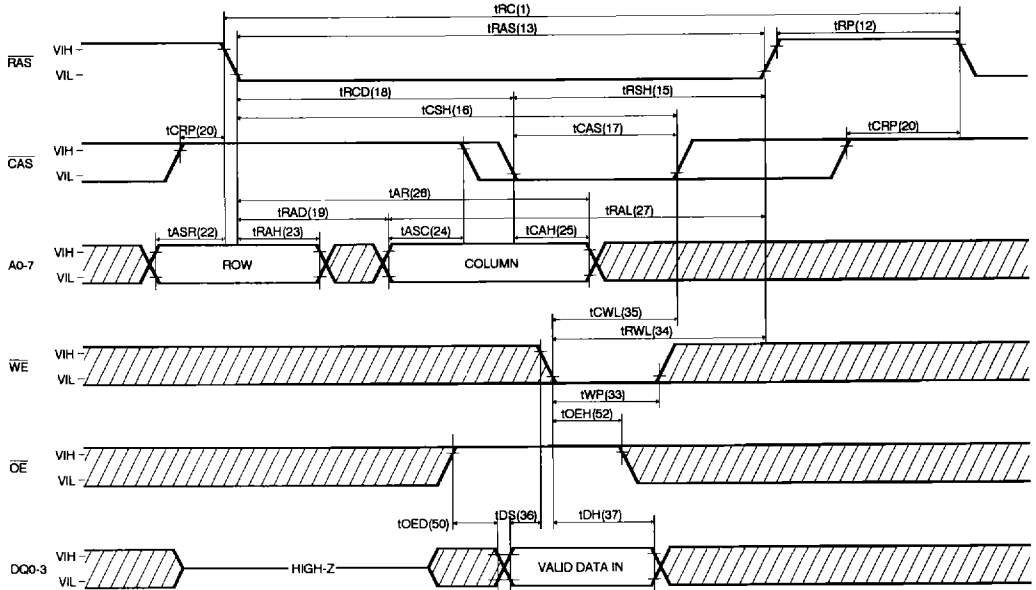 tRC(1)
tRAS(13)
tRP(12)
RAS
VIH
VIL
tRCD(18)
tRSH(15)
tCSH(16)
tCRP(20)
tCAS(17)
tCRP(20)
CAS
VIH
VIL
tAR(26)
tRAD(19)
tRAL(27)
tASR(22)
tRAH(23)
tASC(24)
tCAH(25)
A0-7
VIH
VIL
ROW
COLUMN
tCWL(35)
tRWL(34)
WE
VIH
VIL
tWP(33)
tOEH(52)
OE
VIH
VIL
tOED(50)
tDS(36)
tDH(37)
DQ0-3
VIH
VIL
HIGH-Z
VALID DATA IN